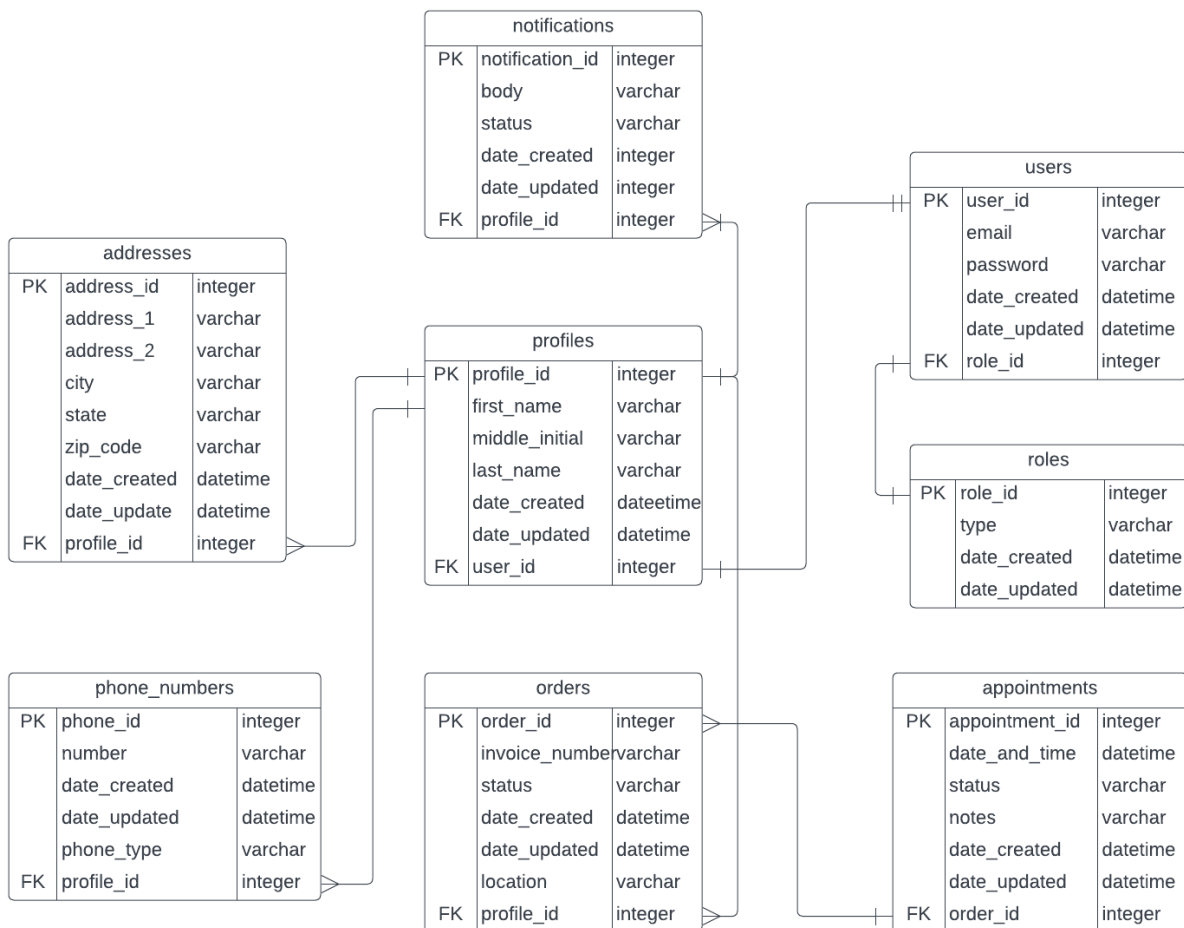 notifications
PK notification_id integer
body varchar
status varchar
date_created integer
date_updated integer
FK profile_id integer
users
PK user_id integer
email varchar
password varchar
date_created datetime
date_updated datetime
FK role_id integer
addresses
PK address_id integer
address_1 varchar
address_2 varchar
city varchar
state varchar
zip_code varchar
date_created datetime
date_update datetime
FK profile_id integer
profiles
PK profile_id integer
first_name varchar
middle_initial varchar
last_name varchar
date_created dateetime
date_updated datetime
FK user_id integer
roles
PK role_id integer
type varchar
date_created datetime
date_updated datetime
phone_numbers
PK phone_id integer
number varchar
date_created datetime
date_updated datetime
phone_type varchar
FK profile_id integer
orders
PK order_id integer
invoice_number varchar
status varchar
date_created datetime
date_updated datetime
location varchar
FK profile_id integer
appointments
PK appointment_id integer
date_and_time datetime
status varchar
notes varchar
date_created datetime
date_updated datetime
FK order_id integer